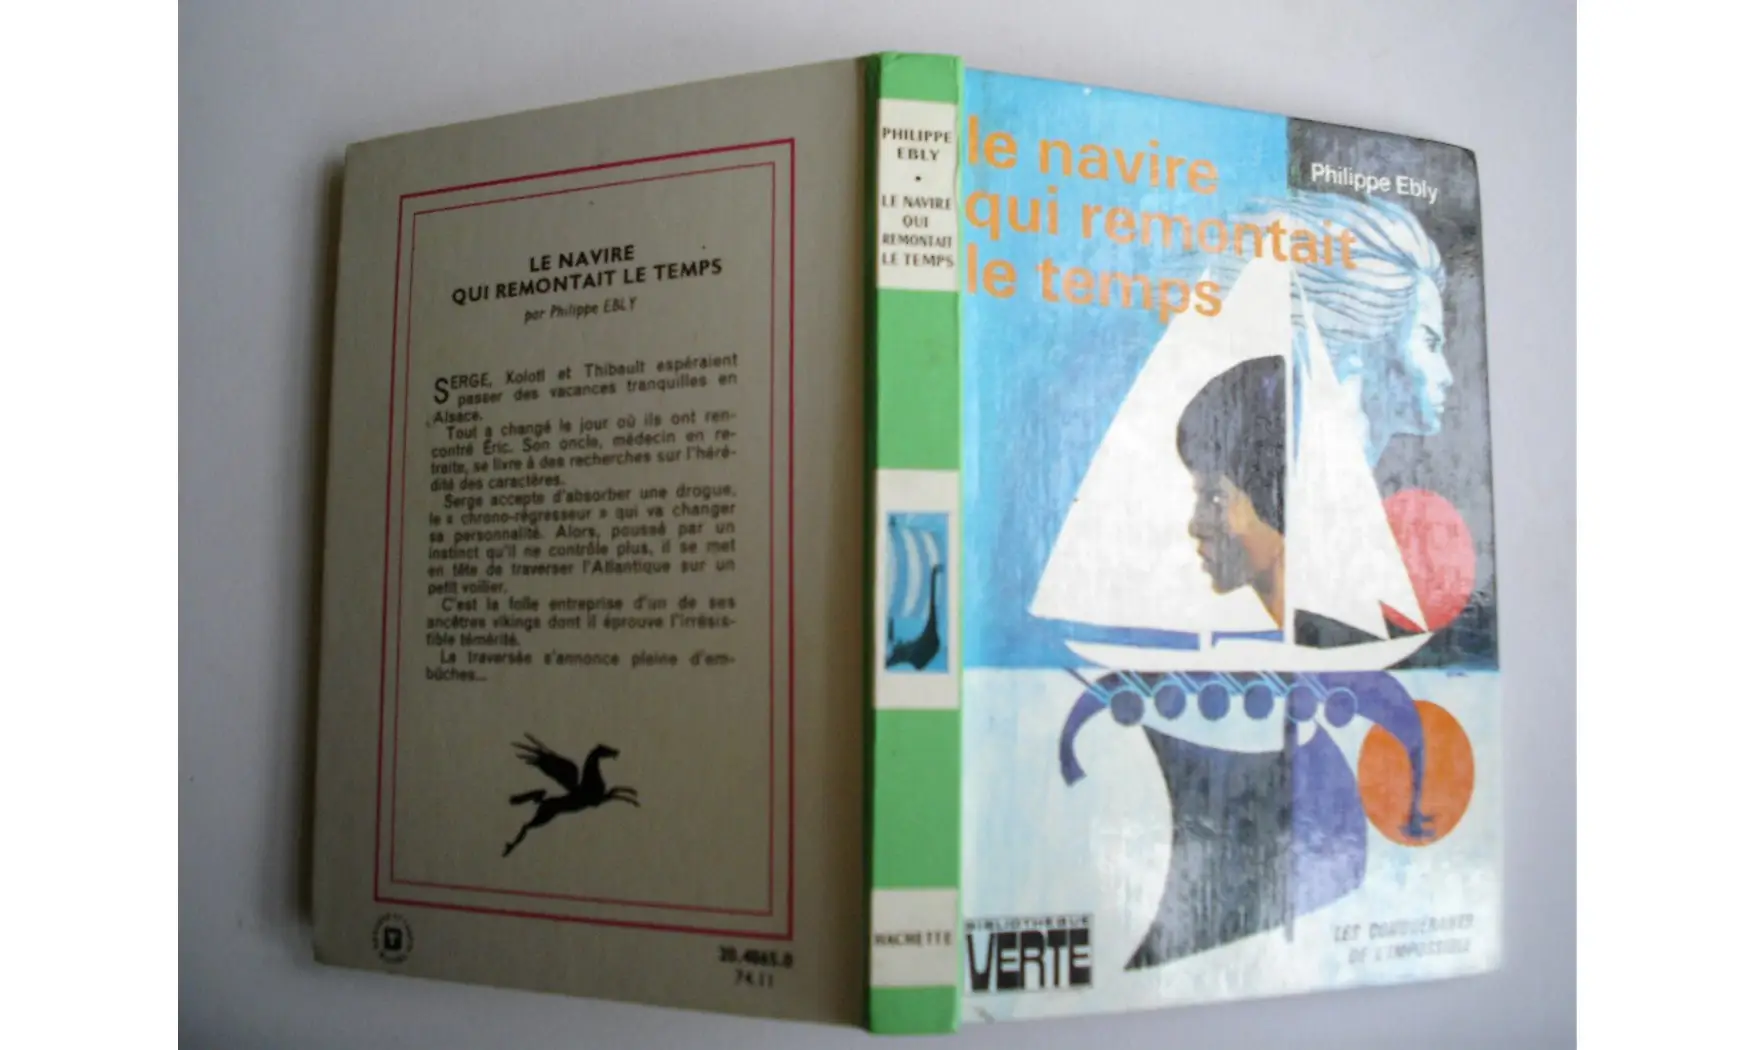 LE NAVIRE
QUI REMONTAIT LE TEMPS
par Philippe EBLY
SERGE, Xolotl et Thibault espéraient
passer des vacances tranquilles en
Alsace.
Tout a changé le jour où ils ont ren-
contré Éric. Son oncle, médecin en re-
traite, se livre à des recherches sur l'héré-
dité des caractères.
Serge accepte d'absorber une drogue,
le « chrono-régresseur » qui va changer
sa personnalité. Alors, poussé par un
instinct qu'il ne contrôle plus, il se met
en tête de traverser l'Atlantique sur un
petit voilier.
C'est la folle entreprise d'un de ses
ancêtres vikings dont il éprouve l'irrésis-
tible témérité.
La traversée s'annonce pleine d'em-
bûches...
20.4865.0
74.11
PHILIPPE
EBLY
•
LE NAVIRE
QUI
REMONTAIT
LE TEMPS
HACHETTE
le navire
qui remontait
le temps
Philippe Ebly
BIBLIOTHEQUE
VERTE
LES CONQUÉRANTS
DE L'IMPOSSIBLE